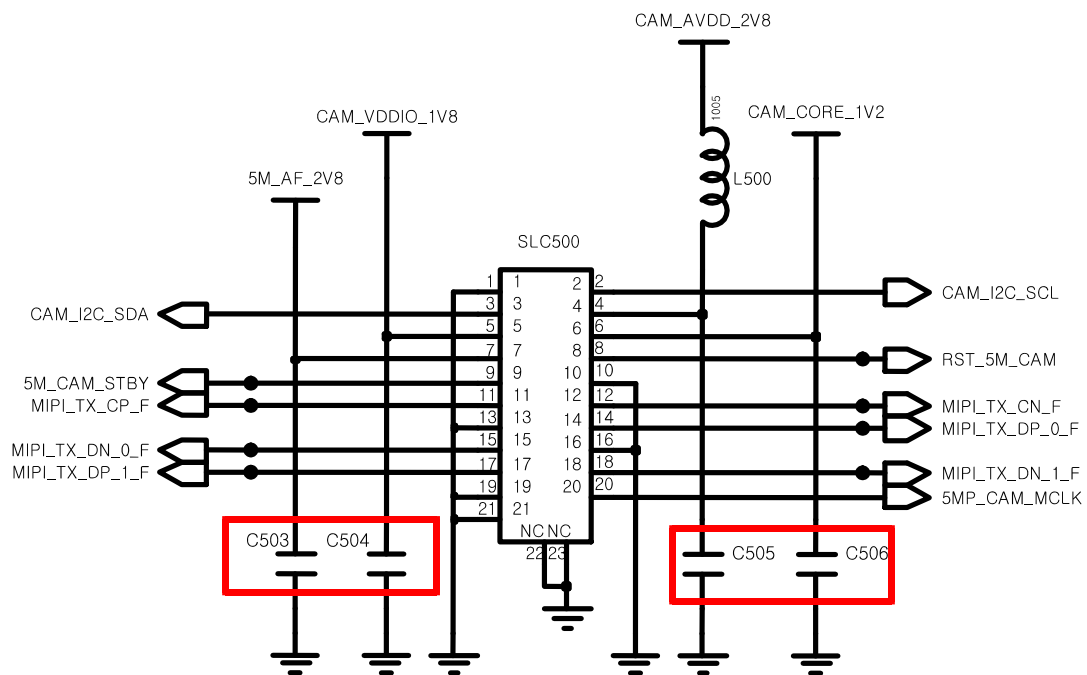 CAM_AVDD_2V8
1005
CAM_VDDIO_1V8
CAM_CORE_1V2
5M_AF_2V8
L500
SLC500
1 1 2 2
CAM_I2C_SCL
CAM_I2C_SDA
3 3 4 4
5 5 6 6
7 7 8 8
RST_5M_CAM
5M_CAM_STBY
9 9 10 10
MIPI_TX_CP_F
11 11 12 12
MIPI_TX_CN_F
13 13 14 14
MIPI_TX_DP_0_F
MIPI_TX_DN_0_F
15 15 16 16
MIPI_TX_DP_1_F
17 17 18 18
MIPI_TX_DN_1_F
19 19 20 20
5MP_CAM_MCLK
21 21
NC NC
22 23
C503 C504
C505 C506